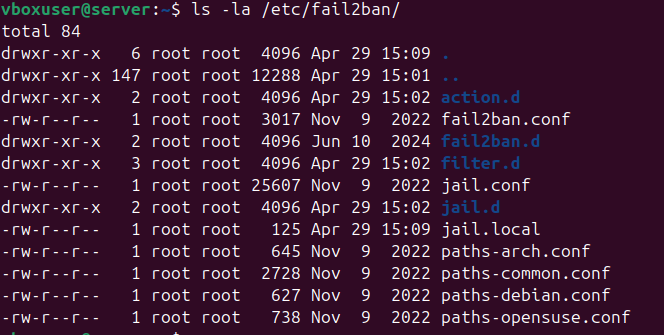 vboxuser@server:~$ ls -la /etc/fail2ban/
total 84
drwxr-xr-x   6 root root  4096 Apr 29 15:09 .
drwxr-xr-x 147 root root 12288 Apr 29 15:01 ..
drwxr-xr-x   2 root root  4096 Apr 29 15:02 action.d
-rw-r--r--   1 root root  3017 Nov  9  2022 fail2ban.conf
drwxr-xr-x   2 root root  4096 Jun 10  2024 fail2ban.d
drwxr-xr-x   3 root root  4096 Apr 29 15:02 filter.d
-rw-r--r--   1 root root 25607 Nov  9  2022 jail.conf
drwxr-xr-x   2 root root  4096 Apr 29 15:02 jail.d
-rw-r--r--   1 root root   125 Apr 29 15:09 jail.local
-rw-r--r--   1 root root   645 Nov  9  2022 paths-arch.conf
-rw-r--r--   1 root root  2728 Nov  9  2022 paths-common.conf
-rw-r--r--   1 root root   627 Nov  9  2022 paths-debian.conf
-rw-r--r--   1 root root   738 Nov  9  2022 paths-opensuse.conf